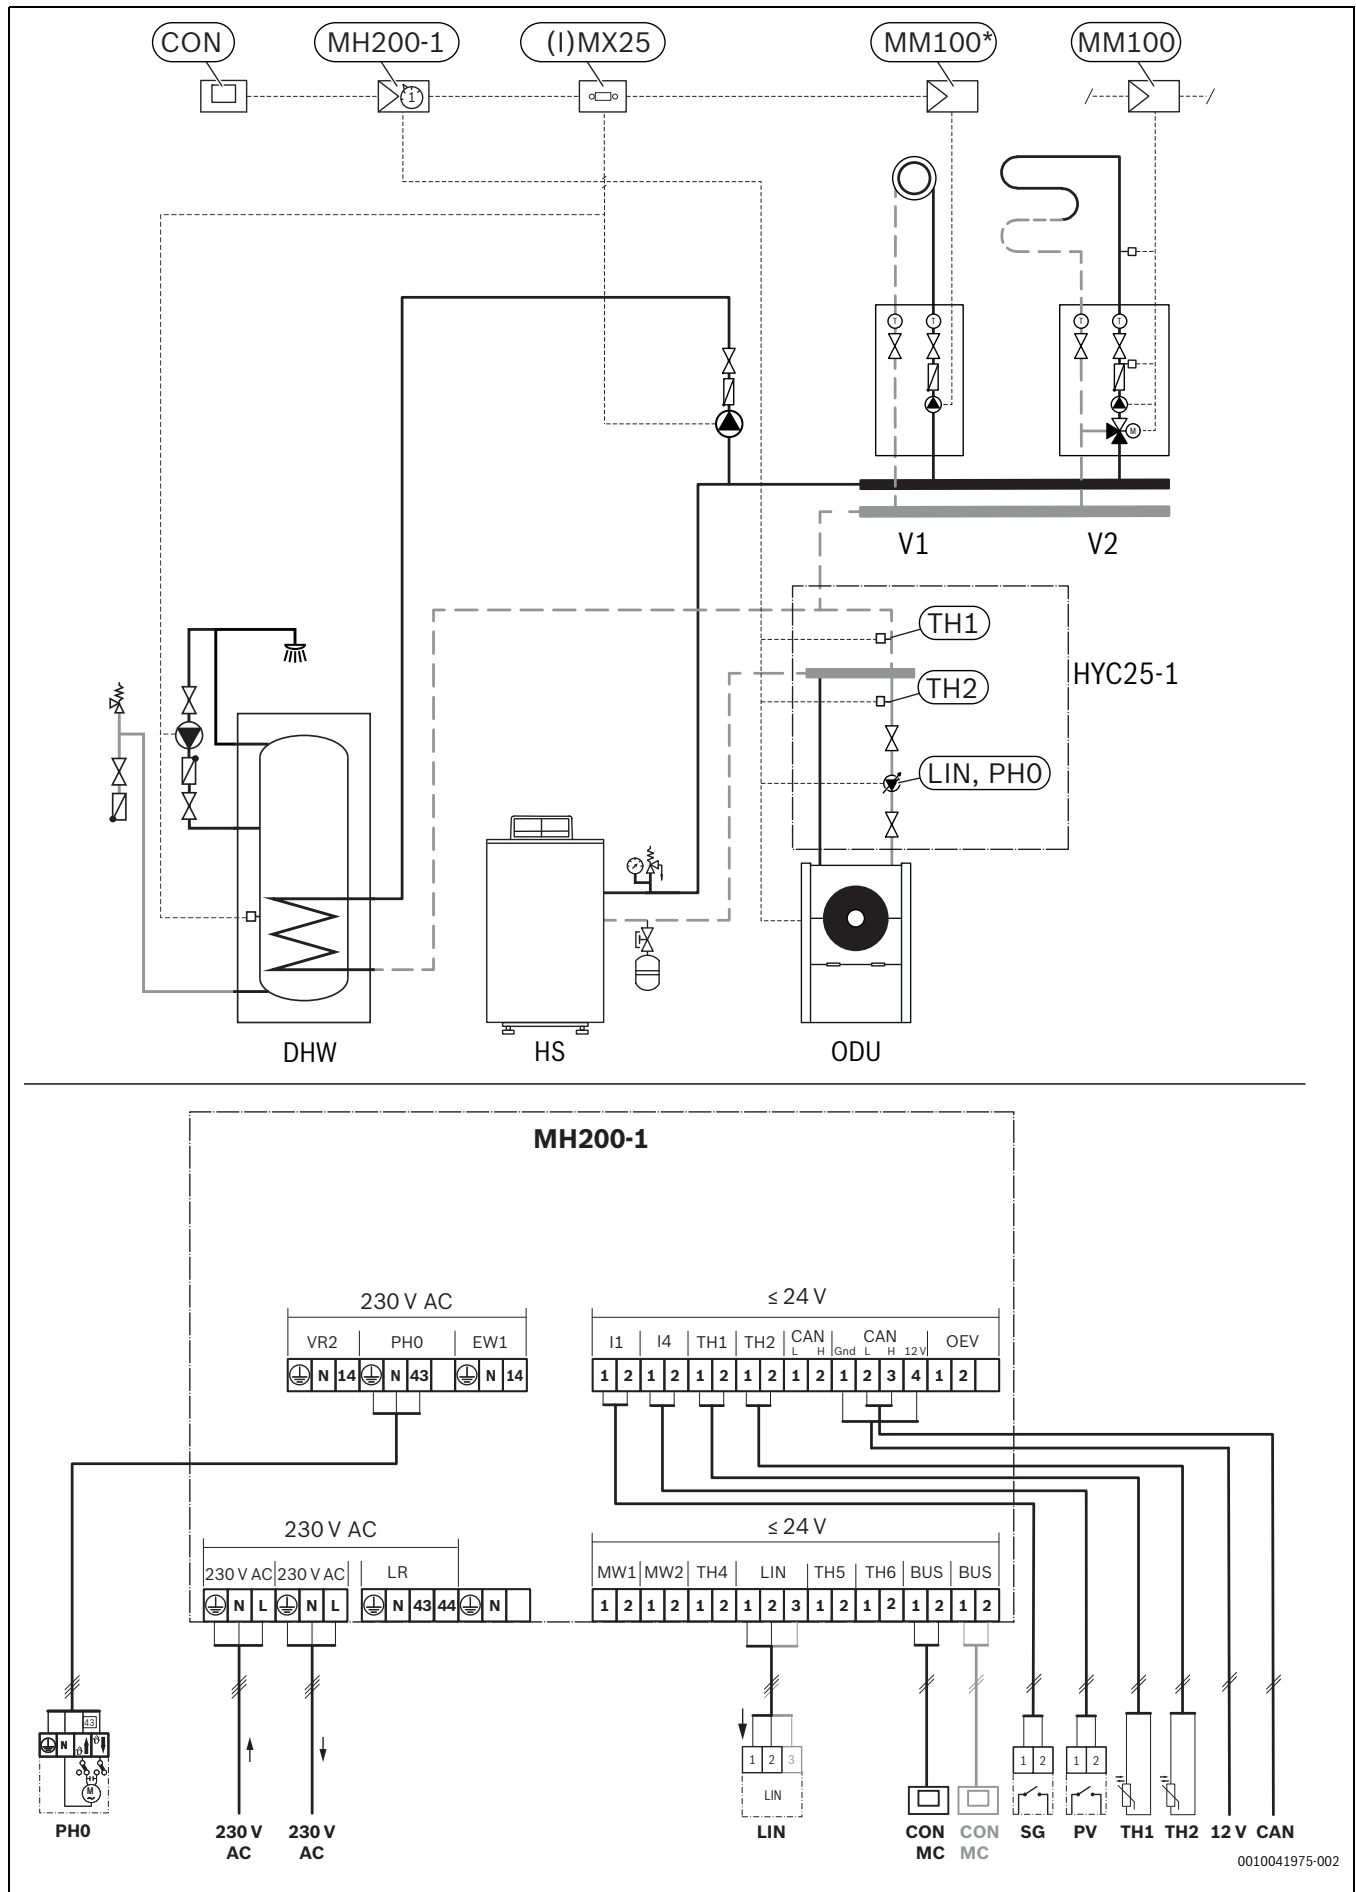 CON MH200-1 (I)MX25 MM100* MM100
1
T T T T
M
V1 V2
TH1
HYC25-1
TH2
LIN, PH0
DHW HS ODU
MH200-1
230 V AC ≤ 24 V
VR2 PH0 EW1 I1 I4 TH1 TH2 CAN CAN OEV
L H Gnd L H 12 V
N 14 N 43 N 14 1 2 1 2 1 2 1 2 1 2 1 2 3 4 1 2
230 V AC ≤ 24 V
230 V AC 230 V AC LR MW1 MW2 TH4 LIN TH5 TH6 BUS BUS
N L N L N 43 44 N 1 2 1 2 1 2 1 2 3 1 2 1 2 1 2 1 2
43
N
M
~
1 2 3
LIN
1 2
1 2
PH0 230 V AC 230 V AC LIN CON MC CON MC SG PV TH1 TH2 12 V CAN
0010041975-002